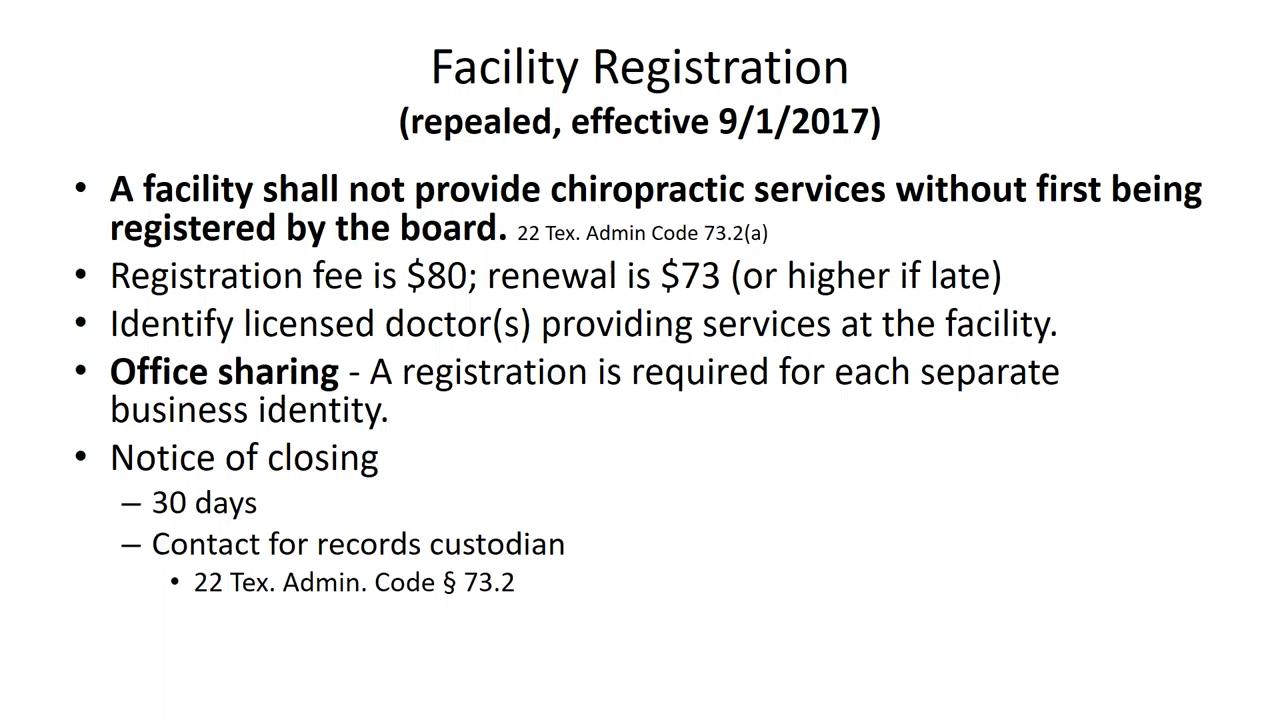 Facility Registration
(repealed, effective 9/1/2017)
• A facility shall not provide chiropractic services without first being
registered by the board. 22 Tex. Admin Code 73.2(a)
• Registration fee is $80; renewal is $73 (or higher if late)
• Identify licensed doctor(s) providing services at the facility.
• Office sharing - A registration is required for each separate
business identity.
• Notice of closing
– 30 days
– Contact for records custodian
• 22 Tex. Admin. Code § 73.2